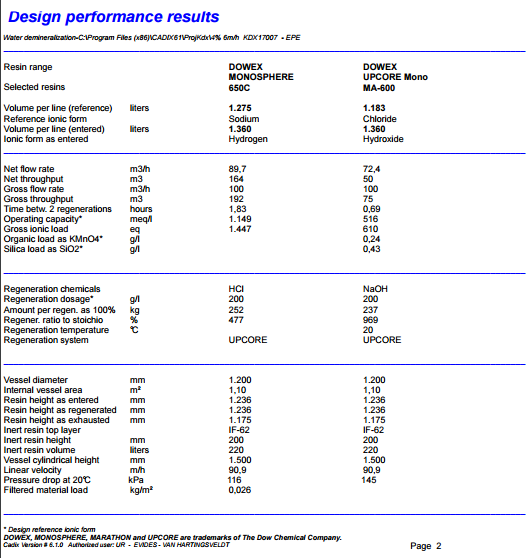 Design performance results
Water demineralization-C:\Program Files (x86)\CADIX61\ProjKdx\4% 6m/h KDX17007 - EPE
Resin range DOWEX DOWEX
MONOSPHERE UPCORE Mono
Selected resins 650C MA-600
Volume per line (reference) liters 1.275 1.183
Reference ionic form Sodium Chloride
Volume per line (entered) liters 1.360 1.360
Ionic form as entered Hydrogen Hydroxide
Net flow rate m3/h 89,7 72,4
Net throughput m3 164 50
Gross flow rate m3/h 100 100
Gross throughput m3 192 75
Time betw. 2 regenerations hours 1,83 0,69
Operating capacity* meq/l 1.149 516
Gross ionic load eq 1.447 610
Organic load as KMnO4* g/l 0,24
Silica load as SiO2* g/l 0,43
Regeneration chemicals HCl NaOH
Regeneration dosage* g/l 200 200
Amount per regen. as 100% kg 252 237
Regener. ratio to stoichio % 477 969
Regeneration temperature °C 20
Regeneration system UPCORE UPCORE
Vessel diameter mm 1.200 1.200
Internal vessel area m² 1,10 1,10
Resin height as entered mm 1.236 1.236
Resin height as regenerated mm 1.236 1.236
Resin height as exhausted mm 1.175 1.175
Inert resin top layer IF-62 IF-62
Inert resin height mm 200 200
Inert resin volume liters 220 220
Vessel cylindrical height mm 1.500 1.500
Linear velocity m/h 90,9 90,9
Pressure drop at 20°C kPa 116 145
Filtered material load kg/m² 0,026
* Design reference ionic form
DOWEX, MONOSPHERE, MARATHON and UPCORE are trademarks of The Dow Chemical Company.
Cadix Version # 6.1.0 Authorized user: UR - EVIDES - VAN HARTINGSVELDT Page 2